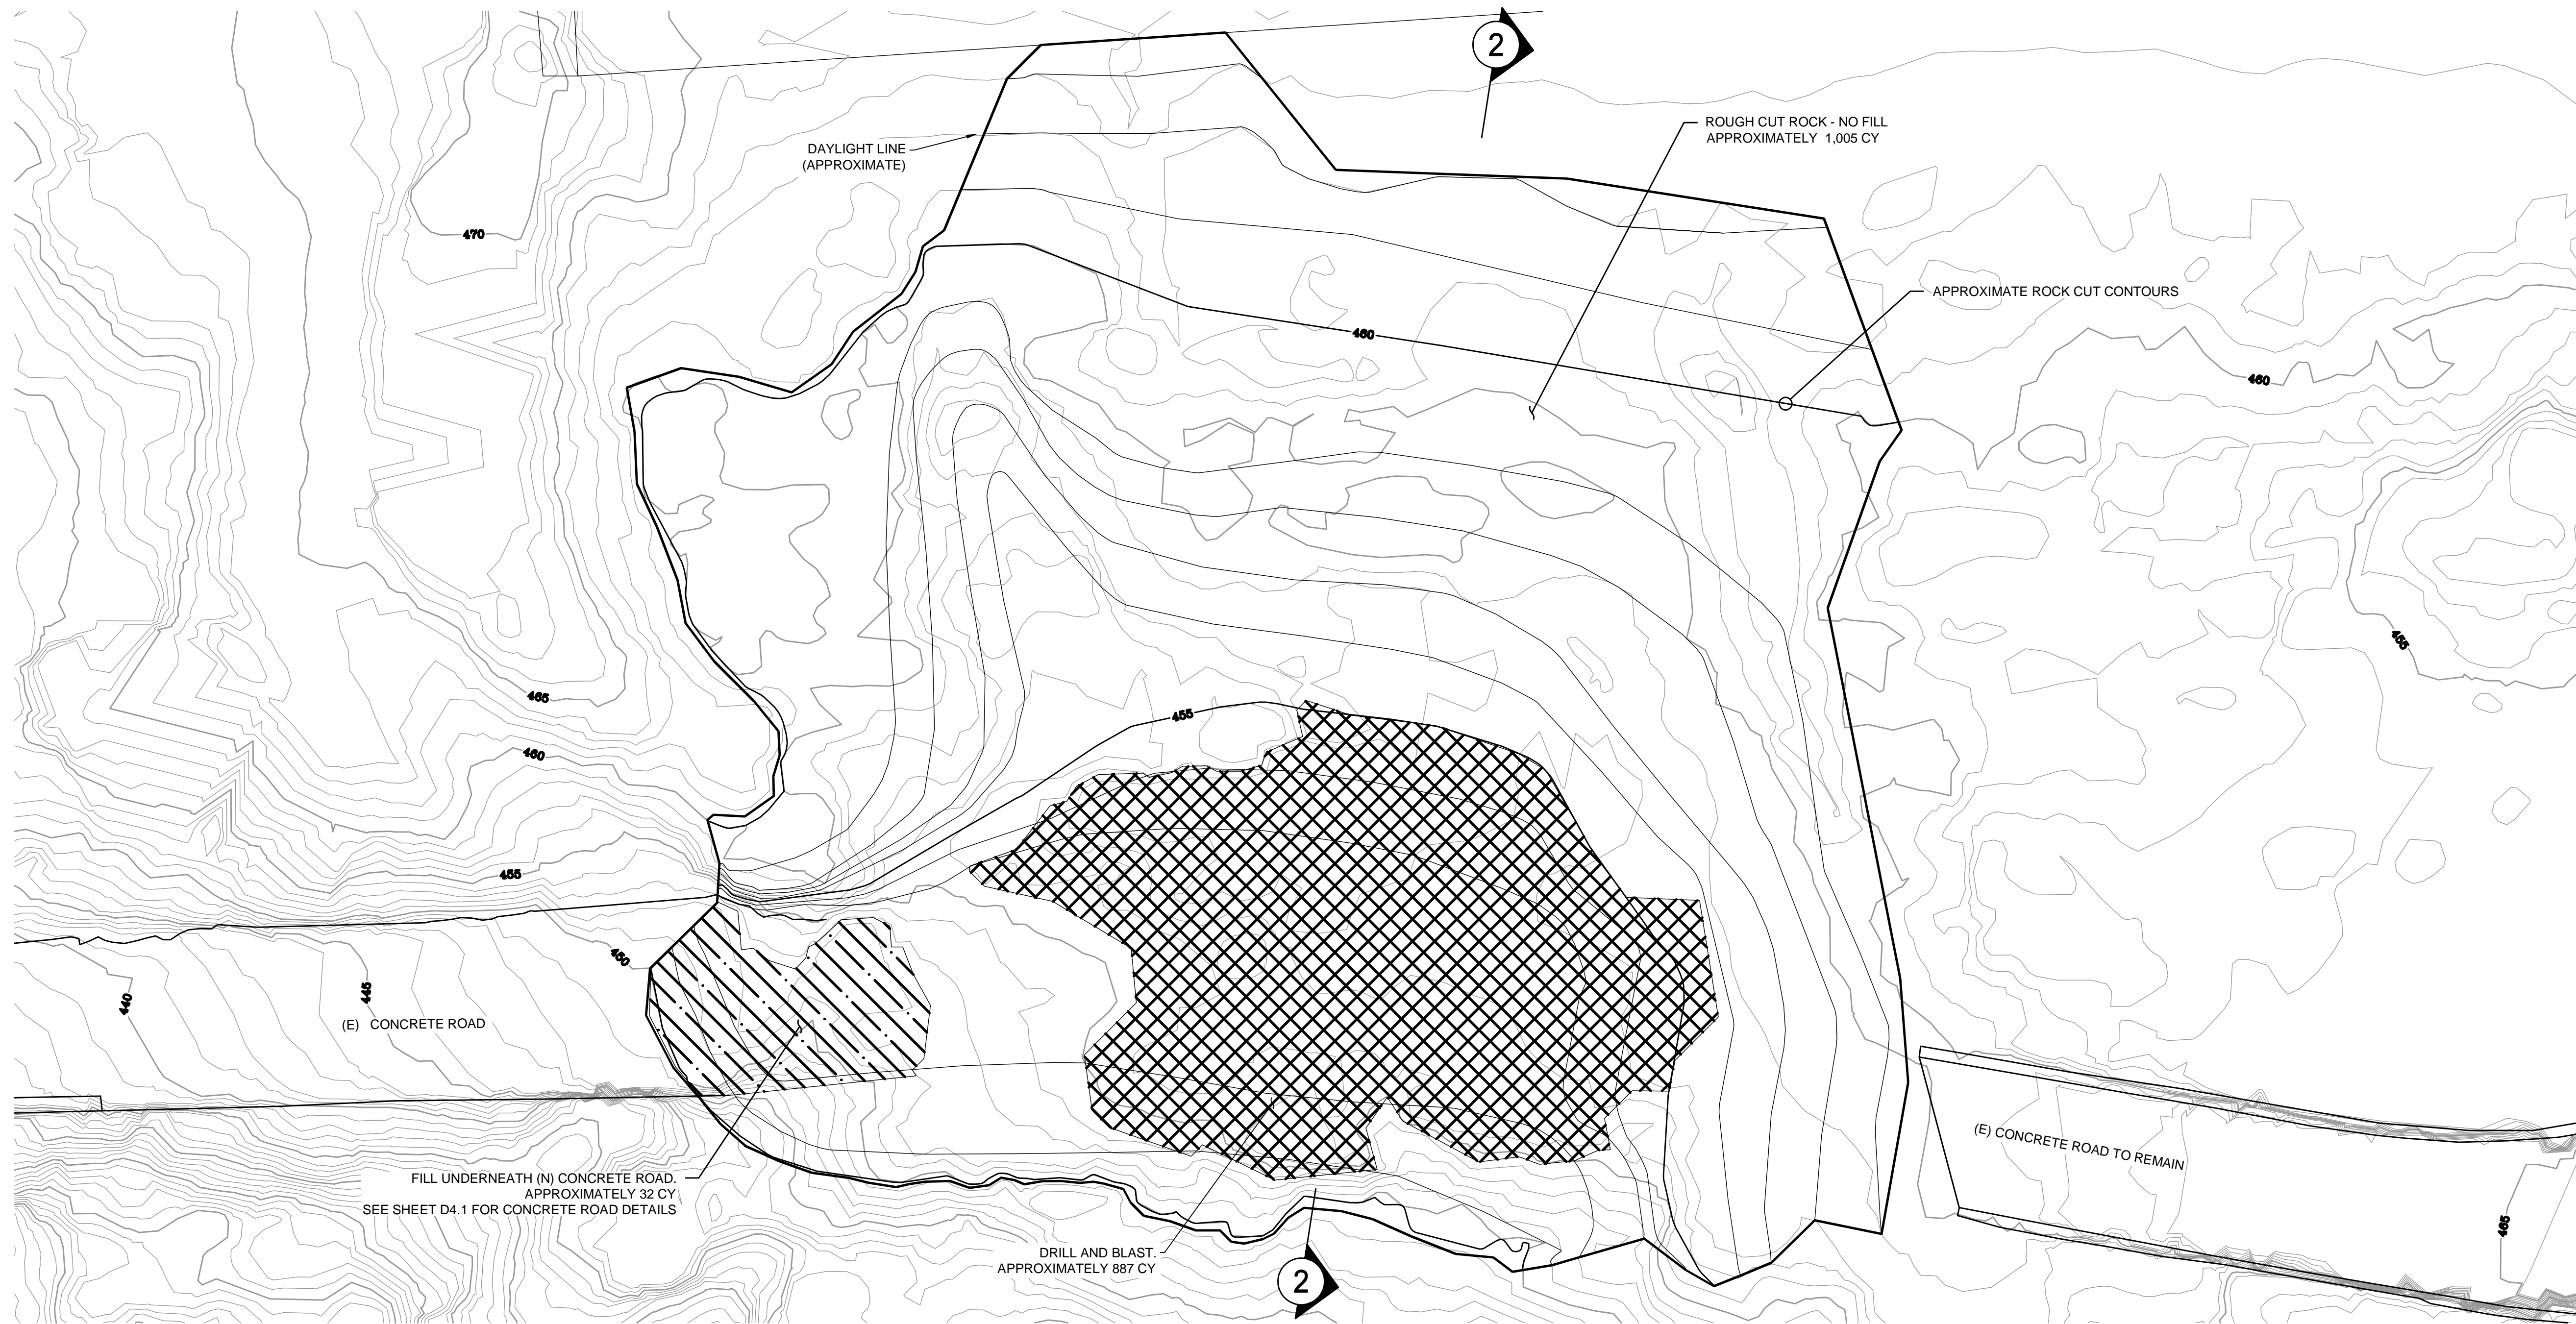 2
ROUGH CUT ROCK - NO FILL
APPROXIMATELY 1,005 CY
DAYLIGHT LINE
(APPROXIMATE)
470
APPROXIMATE ROCK CUT CONTOURS
460
460
455
465
455
460
455
450
445
440
(E) CONCRETE ROAD
(E) CONCRETE ROAD TO REMAIN
FILL UNDERNEATH (N) CONCRETE ROAD.
APPROXIMATELY 32 CY
SEE SHEET D4.1 FOR CONCRETE ROAD DETAILS
465
DRILL AND BLAST.
APPROXIMATELY 887 CY
2